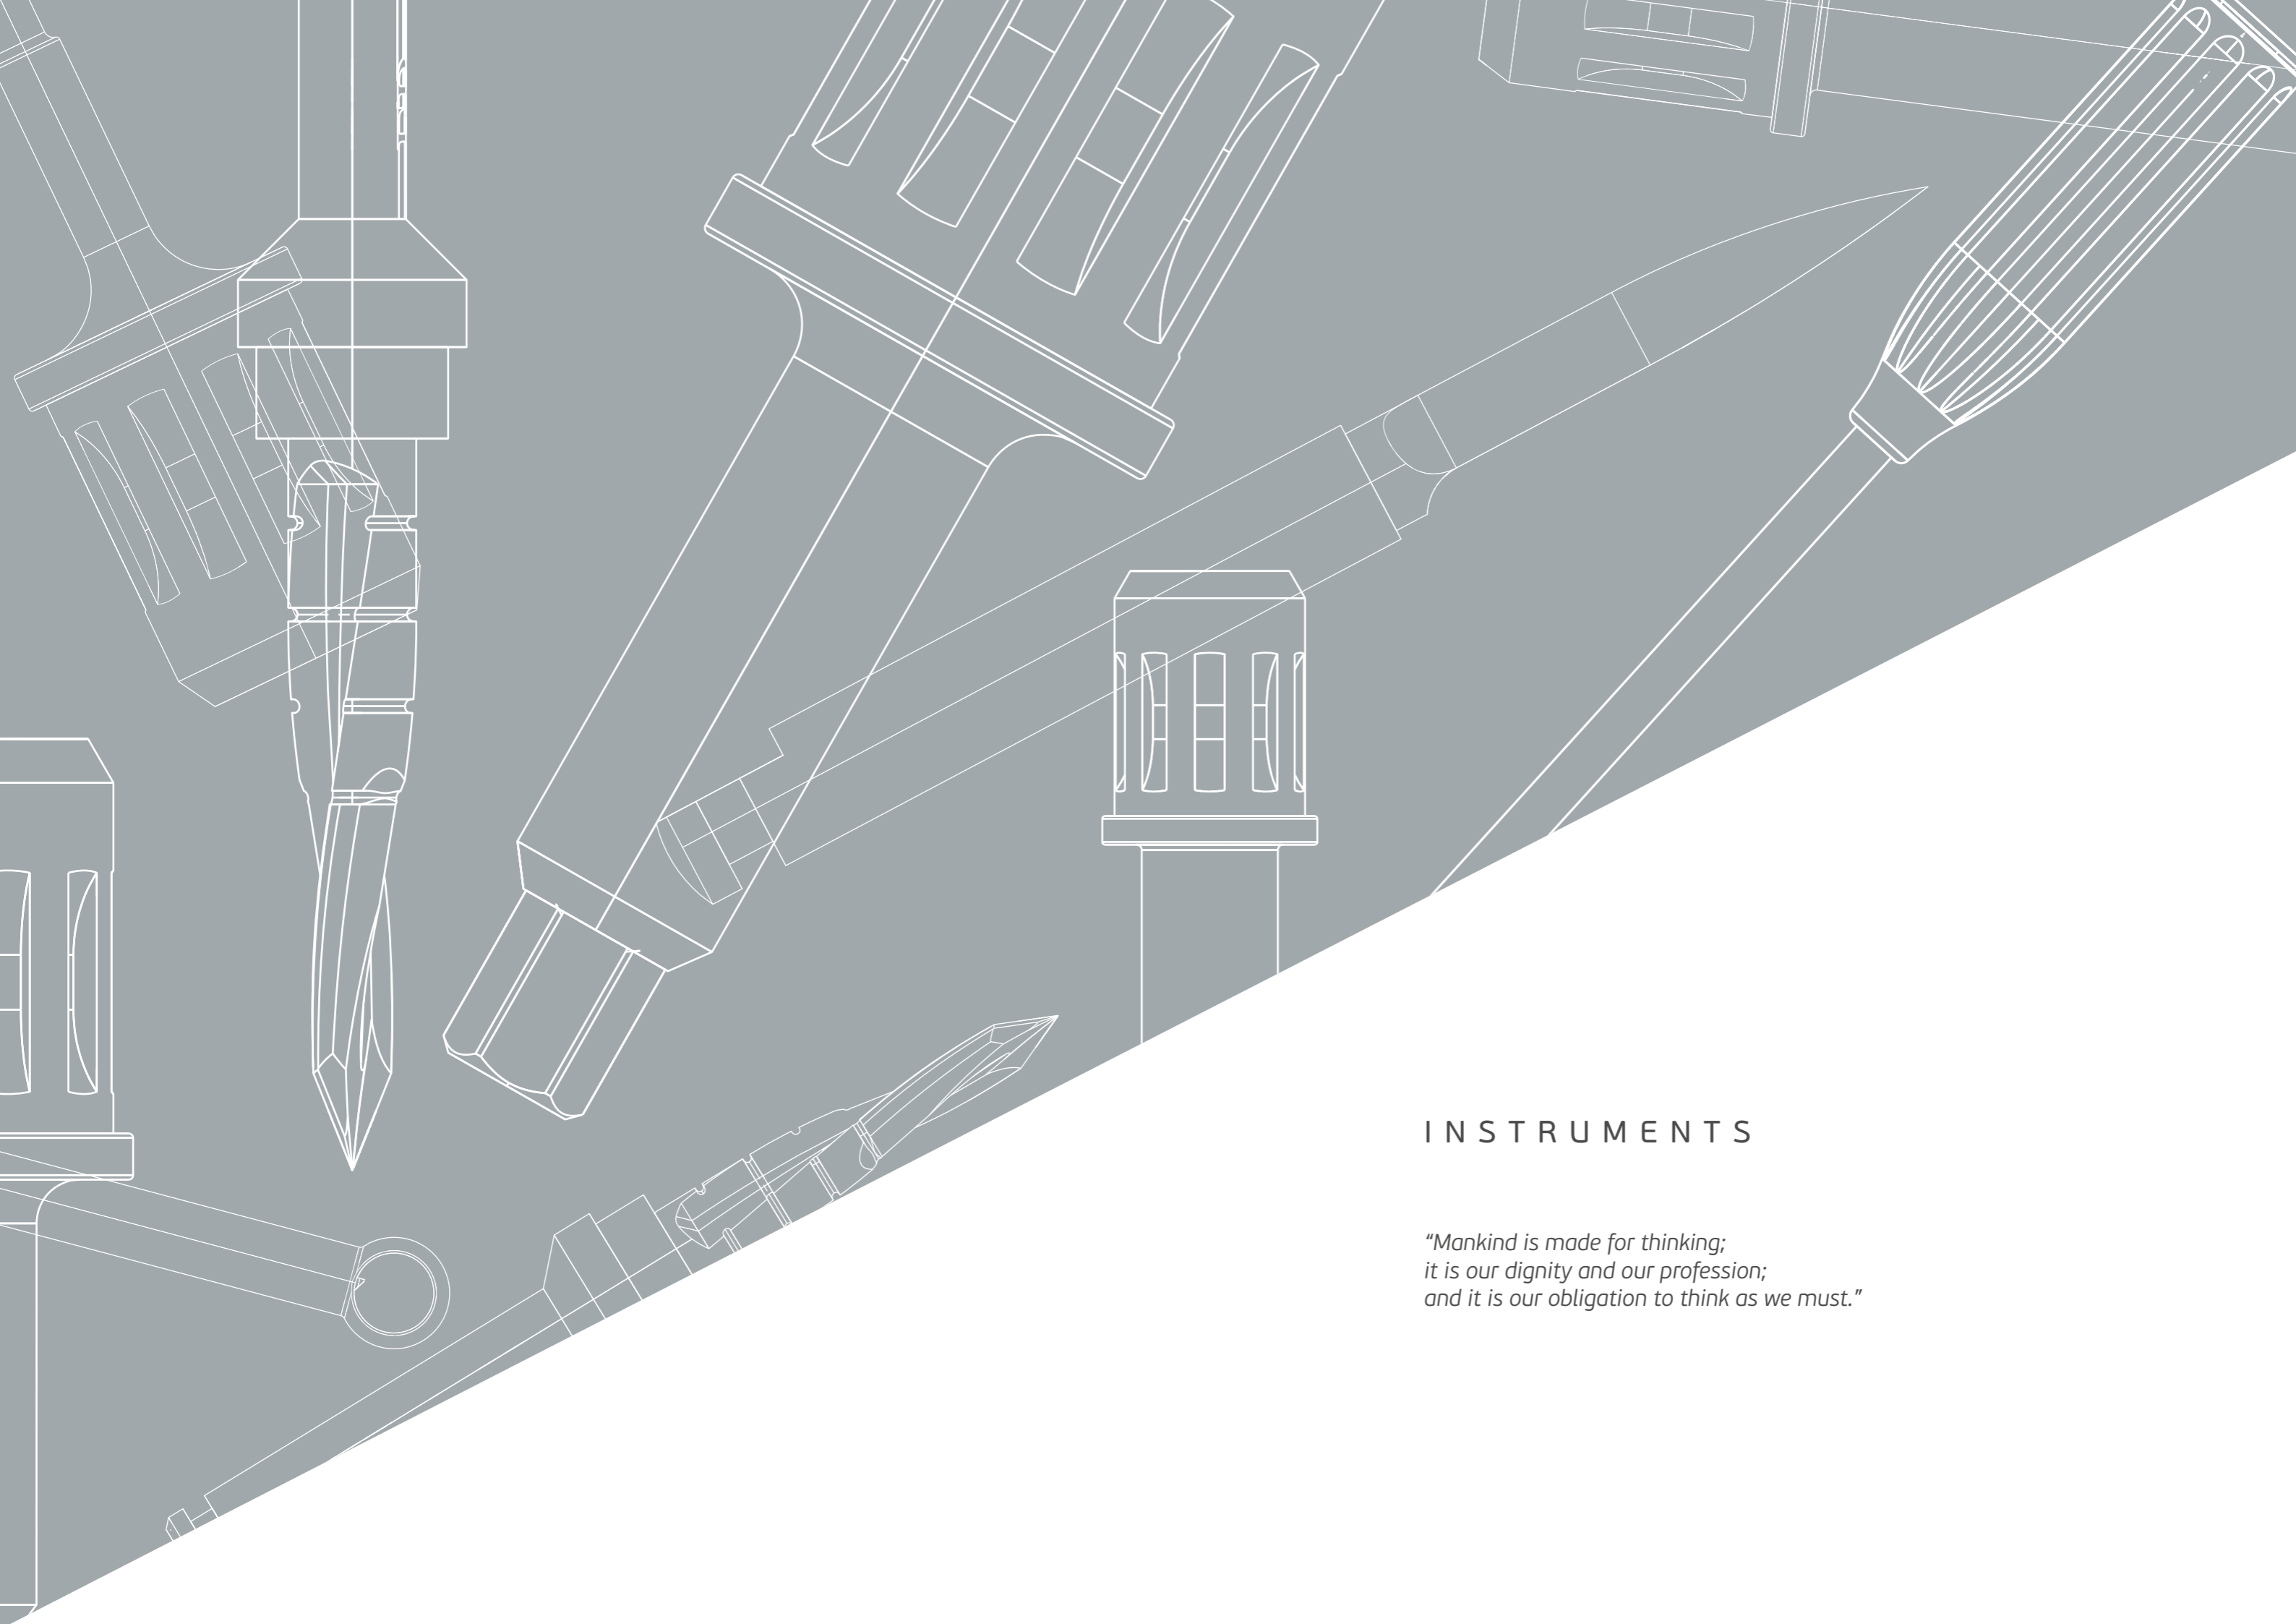 INSTRUMENTS
“Mankind is made for thinking;
it is our dignity and our profession;
and it is our obligation to think as we must.”